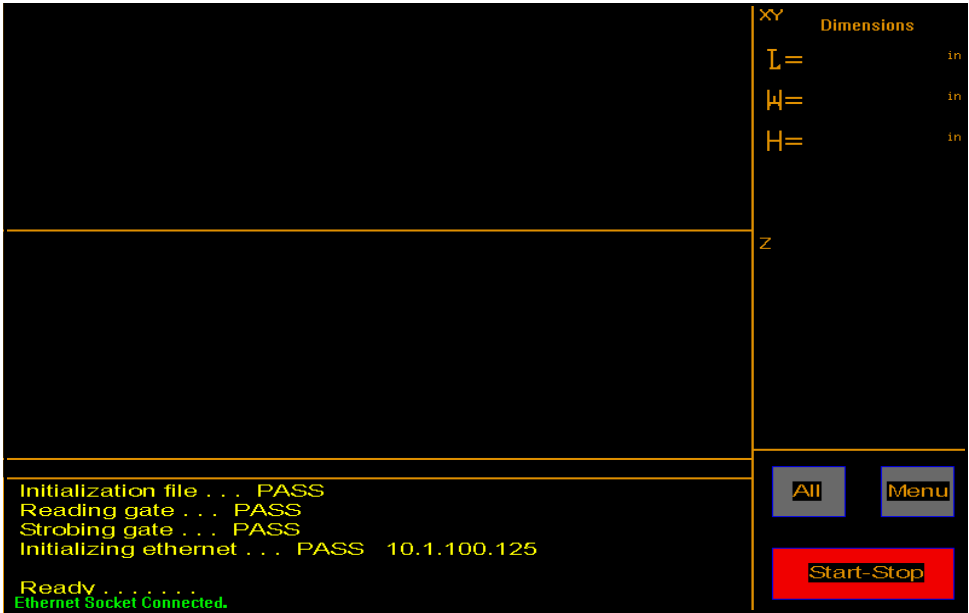 XY
Dimensions
L= in
W= in
H= in
Z
Initialization file . . . PASS
Reading gate . . . PASS
Strobing gate . . . PASS
Initializing ethernet . . . PASS 10.1.100.125
Ready . . . . . . .
Ethernet Socket Connected.
All
Menu
Start-Stop